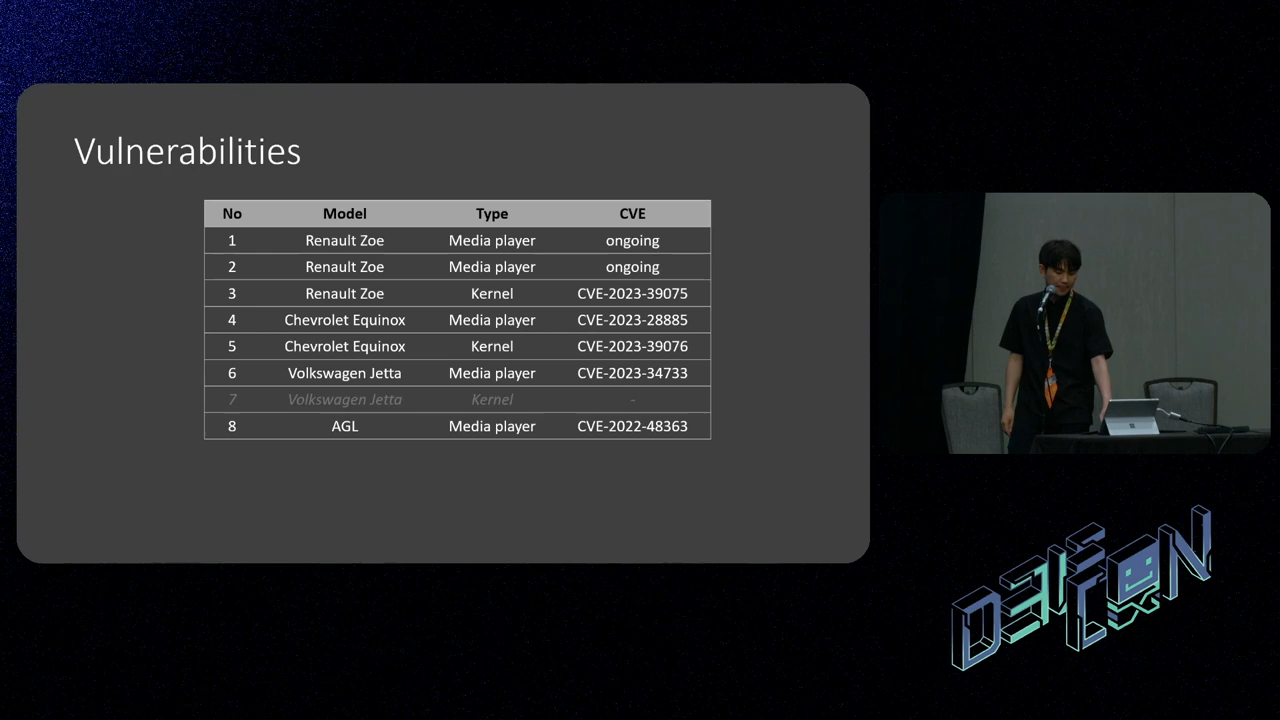 Vulnerabilities
No Model Type CVE
1 Renault Zoe Media player ongoing
2 Renault Zoe Media player ongoing
3 Renault Zoe Kernel CVE-2023-39075
4 Chevrolet Equinox Media player CVE-2023-28885
5 Chevrolet Equinox Kernel CVE-2023-39076
6 Volkswagen Jetta Media player CVE-2023-34733
7 Volkswagen Jetta Kernel -
8 AGL Media player CVE-2022-48363
DEF CON